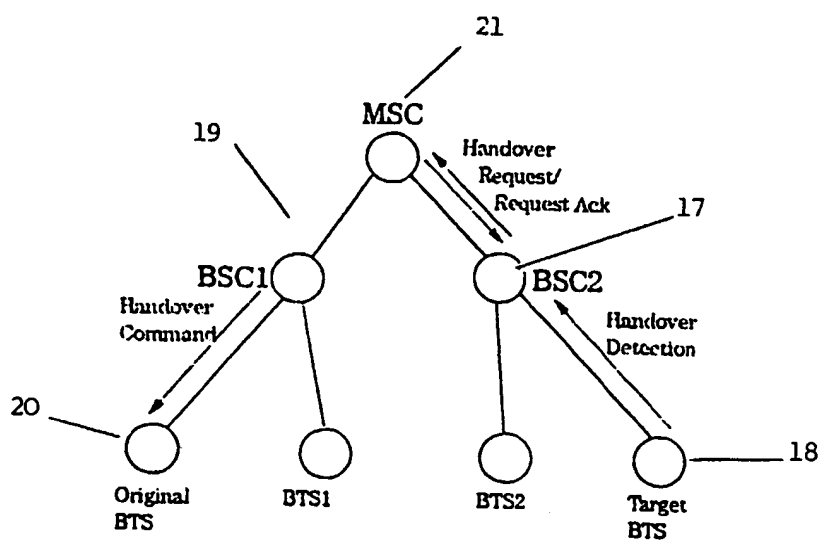 21
MSC
19
Handover
Request/
Request Ack
17
BSC1
BSC2
Handover
Command
Handover
Detection
20
18
Original
BTS
BTS1
BTS2
Target
BTS